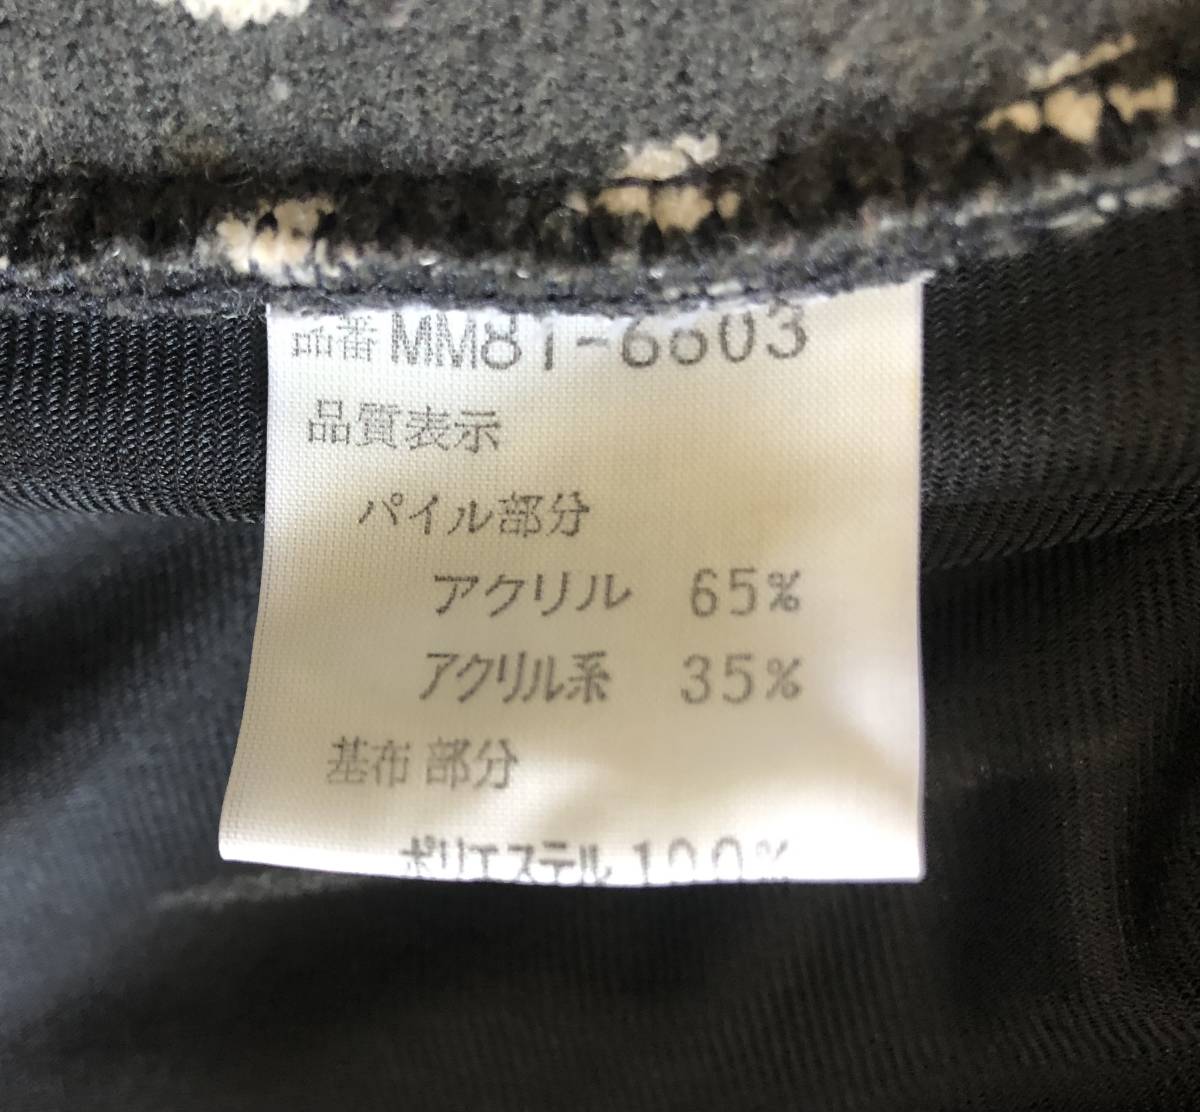 品番 MM81-6603
品質表示
パイル部分
アクリル 65%
アクリル系 35%
基布部分
ポリエステル 100%